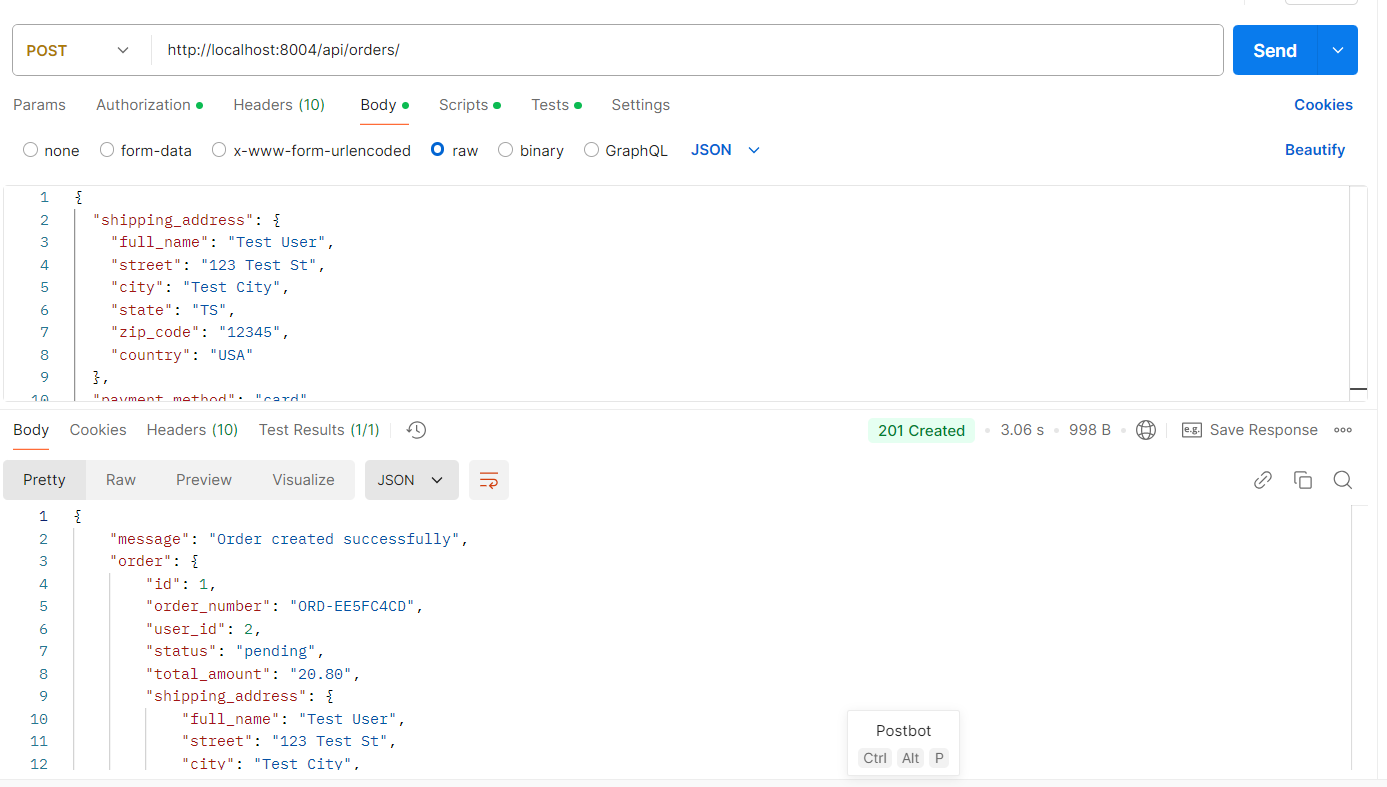 POST http://localhost:8004/api/orders/ Send
Params Authorization Headers (10) Body Scripts Tests Settings Cookies
none form-data x-www-form-urlencoded raw binary GraphQL JSON Beautify
1 {
2 "shipping_address": {
3 "full_name": "Test User",
4 "street": "123 Test St",
5 "city": "Test City",
6 "state": "TS",
7 "zip_code": "12345",
8 "country": "USA"
9 },
10 "payment_method": "card"
Body Cookies Headers (10) Test Results (1/1) 201 Created 3.06 s 998 B e.g. Save Response
Pretty Raw Preview Visualize JSON
1 {
2 "message": "Order created successfully",
3 "order": {
4 "id": 1,
5 "order_number": "ORD-EE5FC4CD",
6 "user_id": 2,
7 "status": "pending",
8 "total_amount": "20.80",
9 "shipping_address": {
10 "full_name": "Test User",
11 "street": "123 Test St",
12 "city": "Test City",
Postbot
Ctrl Alt P